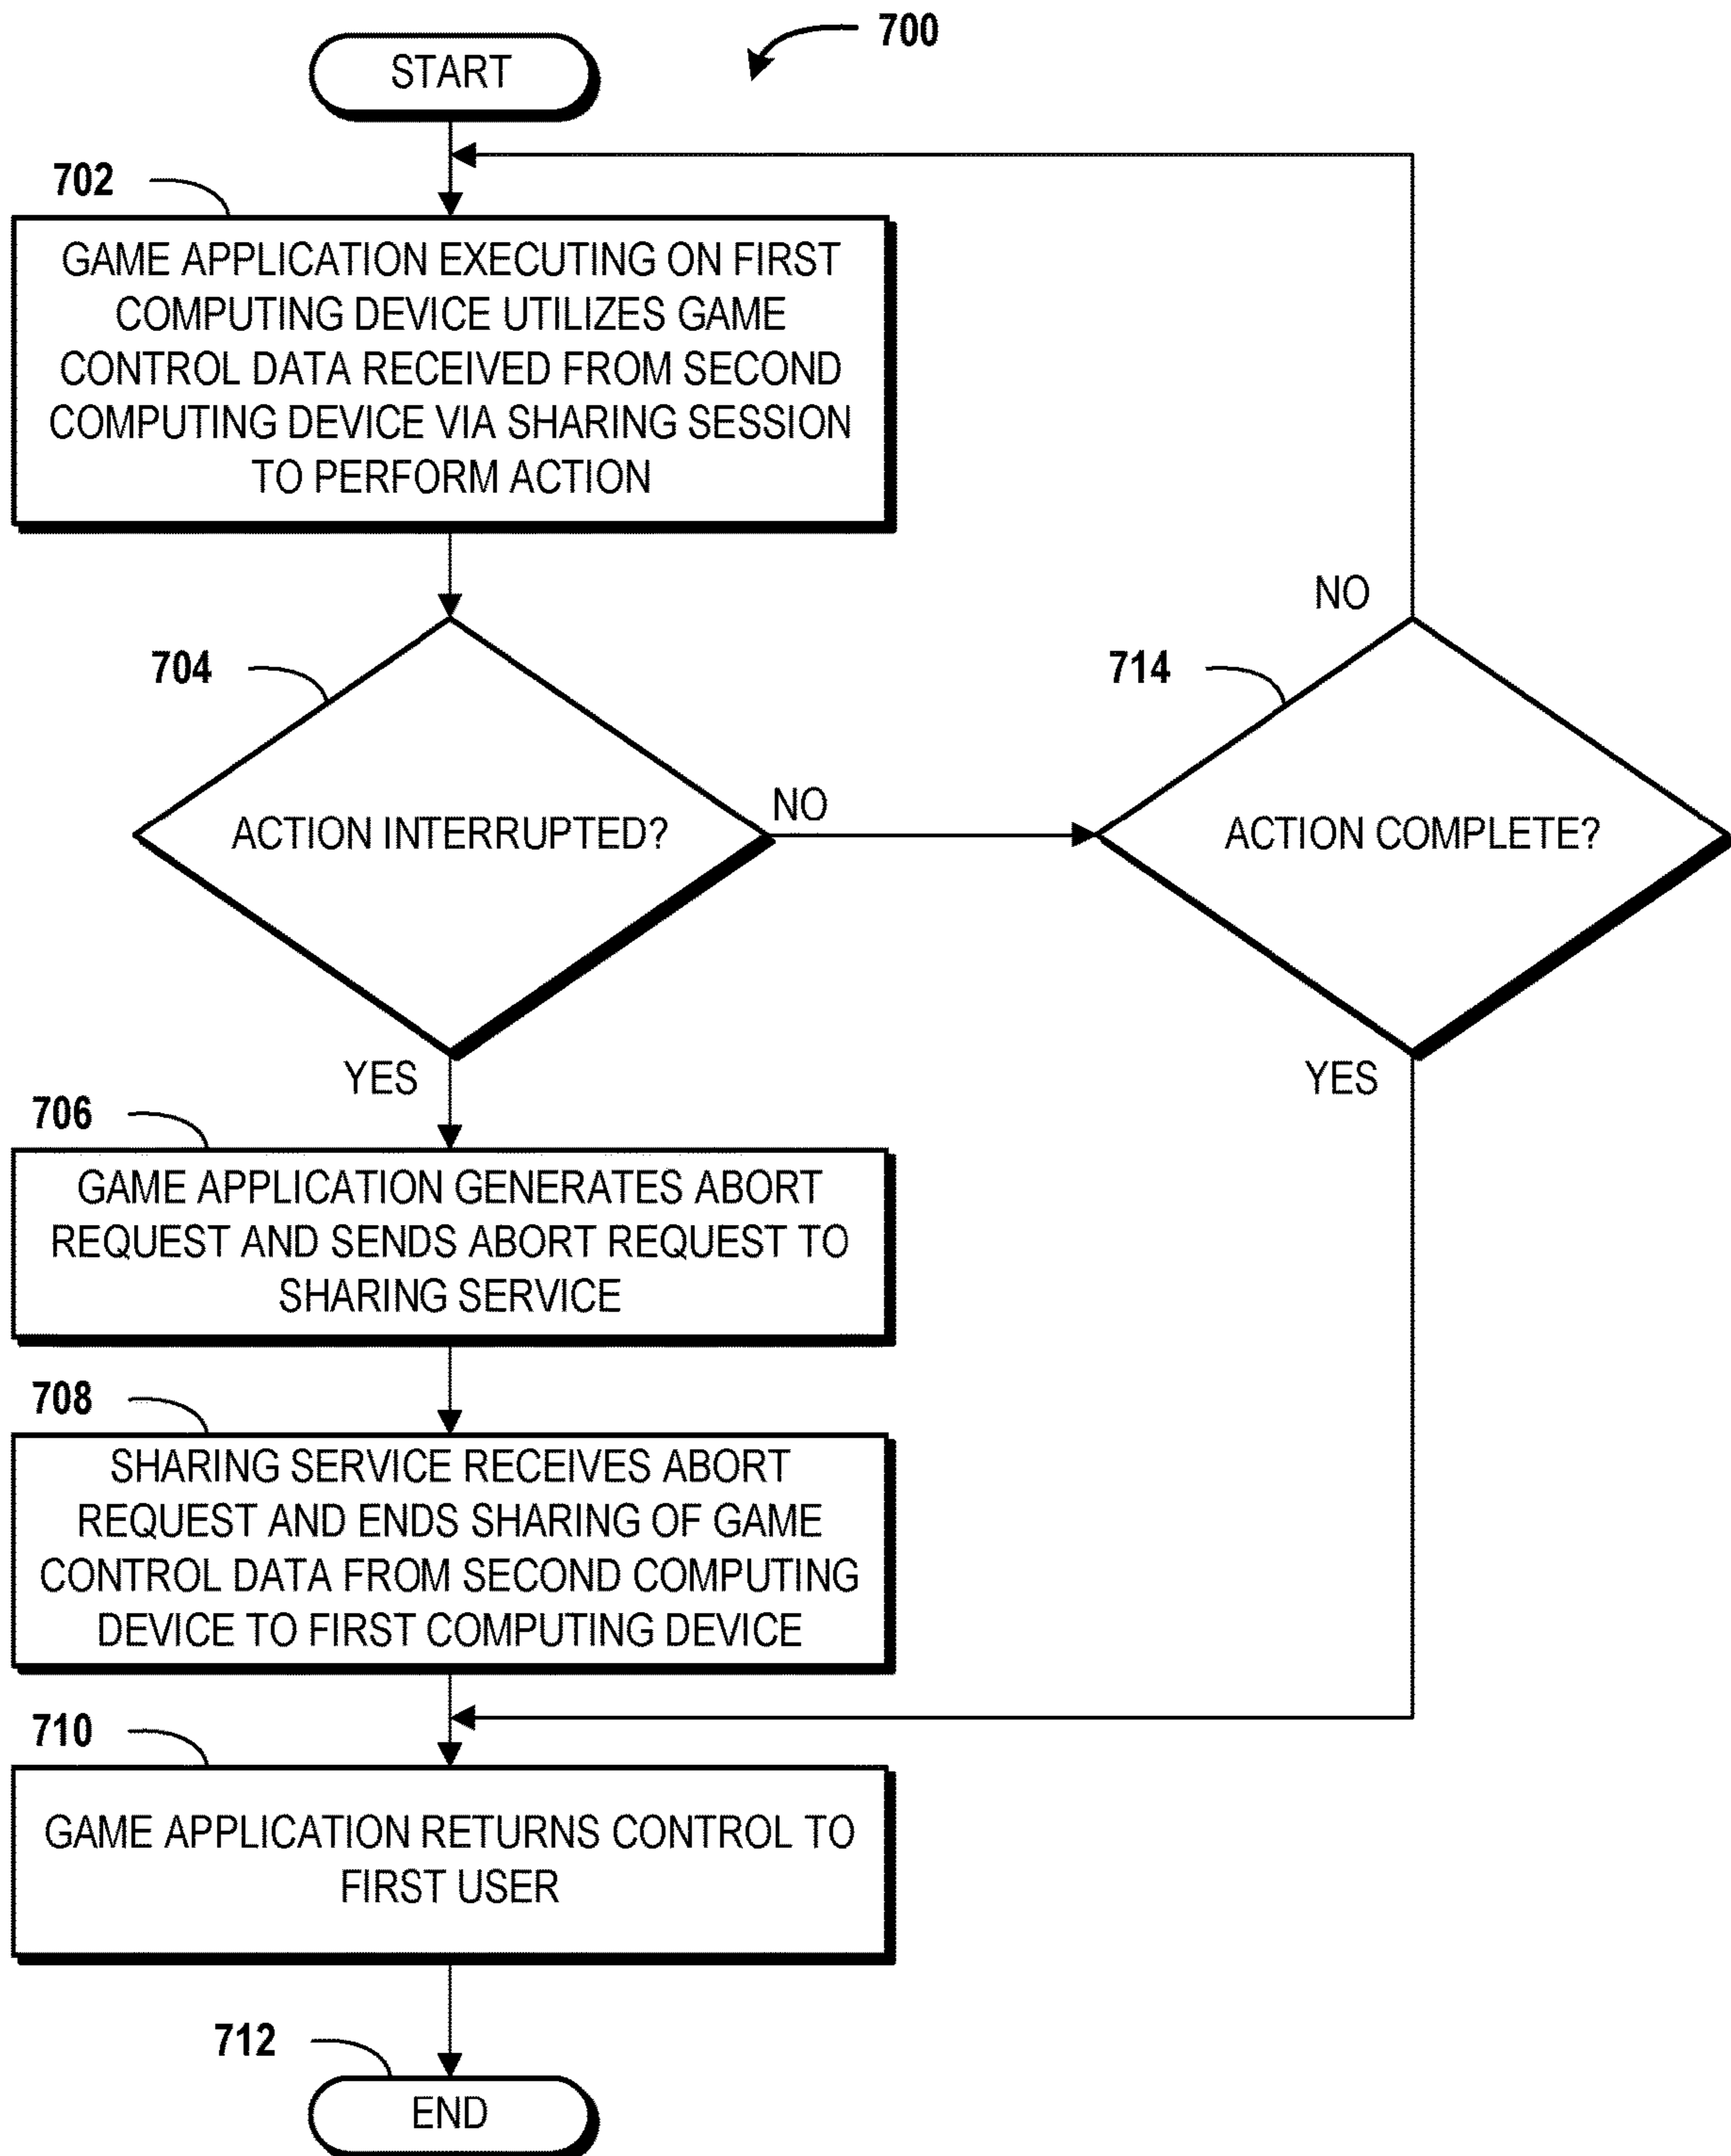 700
START
702
GAME APPLICATION EXECUTING ON FIRST
COMPUTING DEVICE UTILIZES GAME
CONTROL DATA RECEIVED FROM SECOND
COMPUTING DEVICE VIA SHARING SESSION
TO PERFORM ACTION
704
ACTION INTERRUPTED?
NO
YES
714
ACTION COMPLETE?
NO
YES
706
GAME APPLICATION GENERATES ABORT
REQUEST AND SENDS ABORT REQUEST TO
SHARING SERVICE
708
SHARING SERVICE RECEIVES ABORT
REQUEST AND ENDS SHARING OF GAME
CONTROL DATA FROM SECOND COMPUTING
DEVICE TO FIRST COMPUTING DEVICE
710
GAME APPLICATION RETURNS CONTROL TO
FIRST USER
712
END